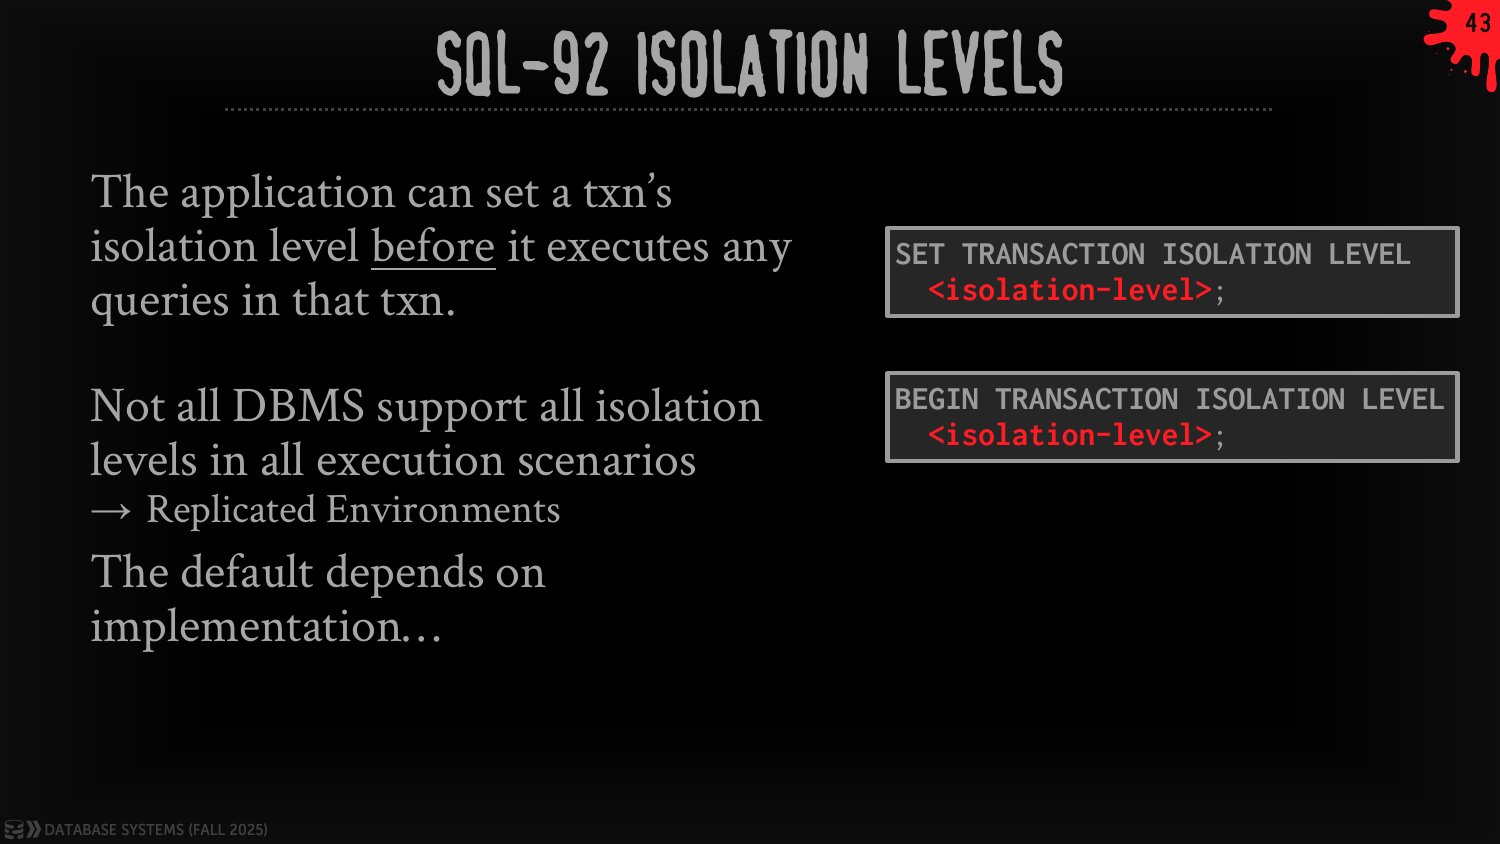 43
SQL-92 ISOLATION LEVELS
The application can set a txn’s
isolation level before it executes any
queries in that txn.
Not all DBMS support all isolation
levels in all execution scenarios
→ Replicated Environments
The default depends on
implementation…
SET TRANSACTION ISOLATION LEVEL
<isolation-level>;
BEGIN TRANSACTION ISOLATION LEVEL
<isolation-level>;
DATABASE SYSTEMS (FALL 2025)